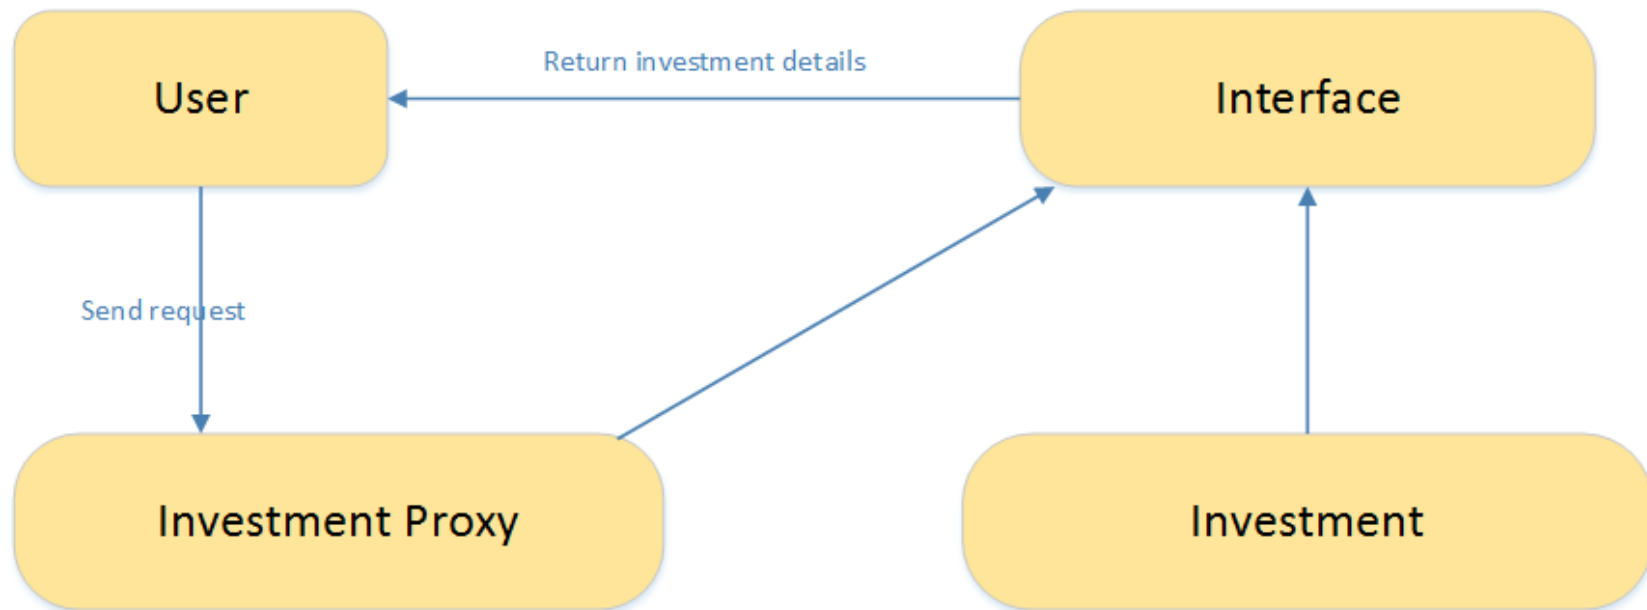 User
Return investment details
Interface
Send request
Investment Proxy
Investment